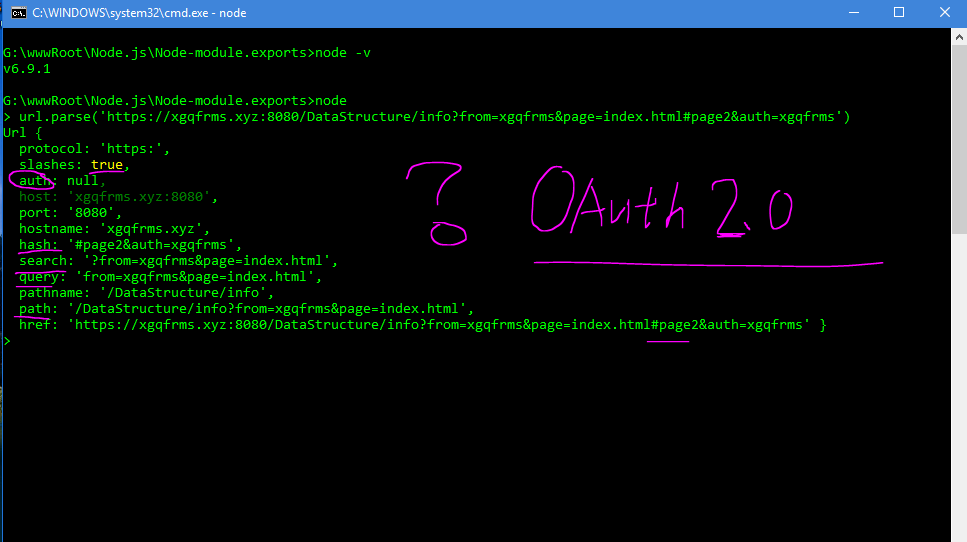 C:\WINDOWS\system32\cmd.exe - node
G:\wwwRoot\Node.js\Node-module.exports>node -v
v6.9.1
G:\wwwRoot\Node.js\Node-module.exports>node
> url.parse('https://xgqfrms.xyz:8080/DataStructure/info?from=xgqfrms&page=index.html#page2&auth=xgqfrms')
Url {
  protocol: 'https:',
  slashes: true,
  auth: null,
  host: 'xgqfrms.xyz:8080',
  port: '8080',
  hostname: 'xgqfrms.xyz',
  hash: '#page2&auth=xgqfrms',
  search: '?from=xgqfrms&page=index.html',
  query: 'from=xgqfrms&page=index.html',
  pathname: '/DataStructure/info',
  path: '/DataStructure/info?from=xgqfrms&page=index.html',
  href: 'https://xgqfrms.xyz:8080/DataStructure/info?from=xgqfrms&page=index.html#page2&auth=xgqfrms' }
>
? OAuth 2.0